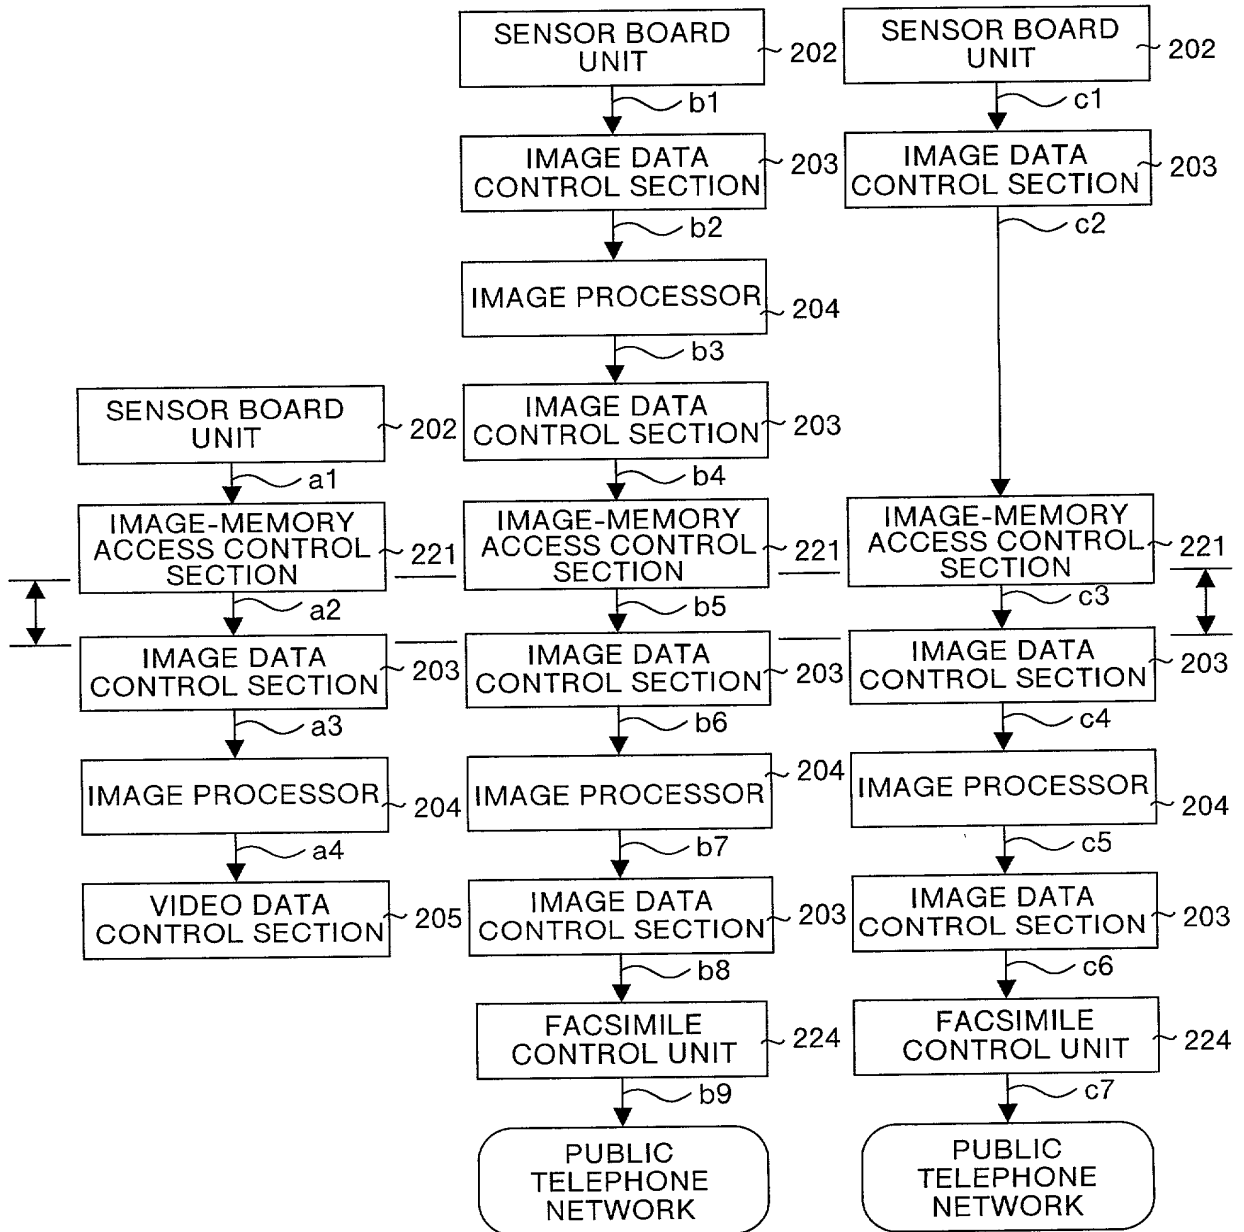 SENSOR BOARD
UNIT
202
a1
IMAGE-MEMORY
ACCESS CONTROL
SECTION
221
a2
IMAGE DATA
CONTROL SECTION
203
a3
IMAGE PROCESSOR
204
a4
VIDEO DATA
CONTROL SECTION
205
SENSOR BOARD
UNIT
202
b1
IMAGE DATA
CONTROL SECTION
203
b2
IMAGE PROCESSOR
204
b3
IMAGE DATA
CONTROL SECTION
203
b4
IMAGE-MEMORY
ACCESS CONTROL
SECTION
221
b5
IMAGE DATA
CONTROL SECTION
203
b6
IMAGE PROCESSOR
204
b7
IMAGE DATA
CONTROL SECTION
203
b8
FACSIMILE
CONTROL UNIT
224
b9
PUBLIC
TELEPHONE
NETWORK
SENSOR BOARD
UNIT
202
c1
IMAGE DATA
CONTROL SECTION
203
c2
IMAGE-MEMORY
ACCESS CONTROL
SECTION
221
c3
IMAGE DATA
CONTROL SECTION
203
c4
IMAGE PROCESSOR
204
c5
IMAGE DATA
CONTROL SECTION
203
c6
FACSIMILE
CONTROL UNIT
224
c7
PUBLIC
TELEPHONE
NETWORK